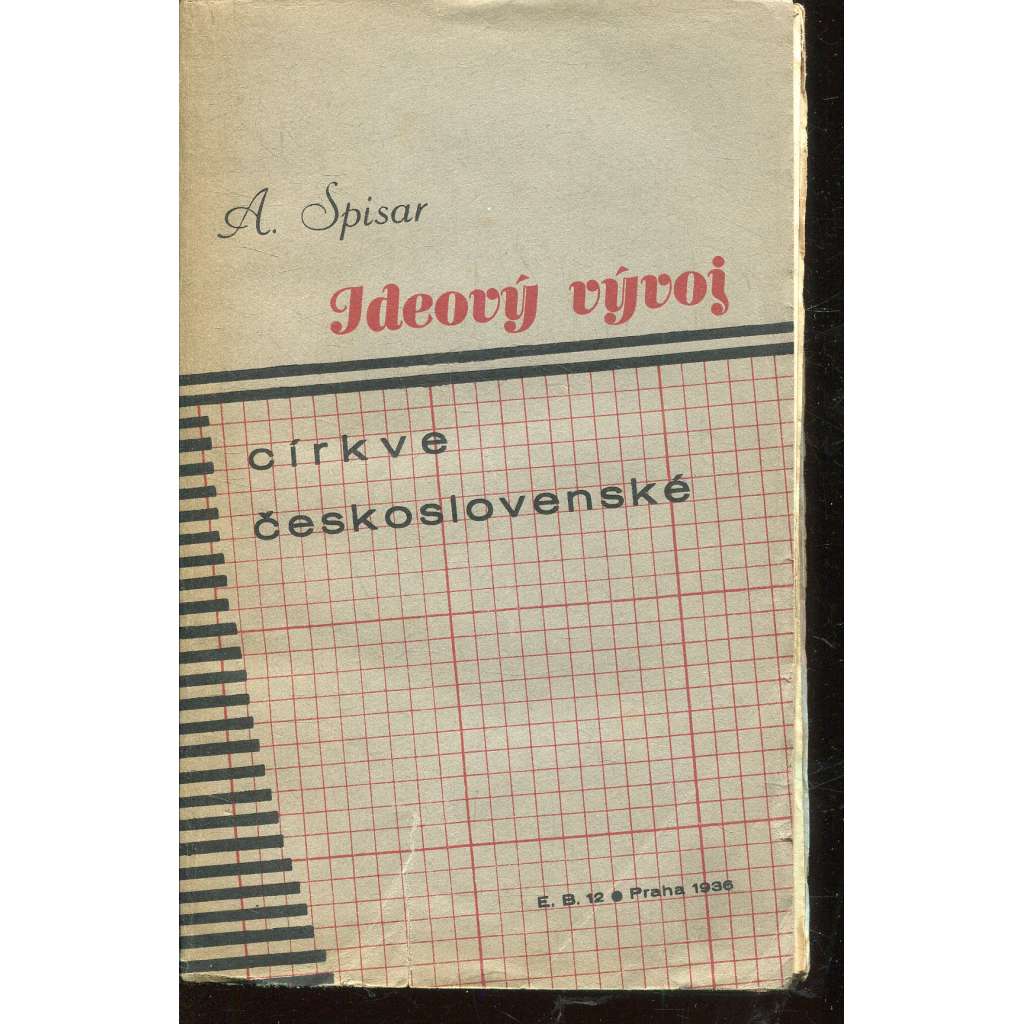 A. Spisar
Ideový vývoj
církve
československé
E. B. 12 ● Praha 1936